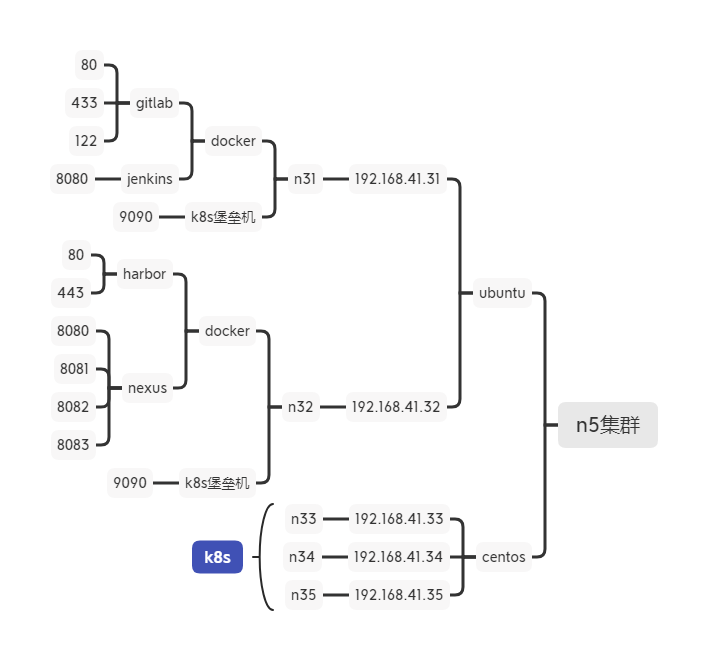 80
433
gitlab
122
docker
8080
jenkins
n31
192.168.41.31
9090
k8s堡垒机
80
harbor
443
ubuntu
8080
docker
8081
nexus
8082
n32
192.168.41.32
8083
n5集群
9090
k8s堡垒机
n33
192.168.41.33
k8s
n34
192.168.41.34
centos
n35
192.168.41.35